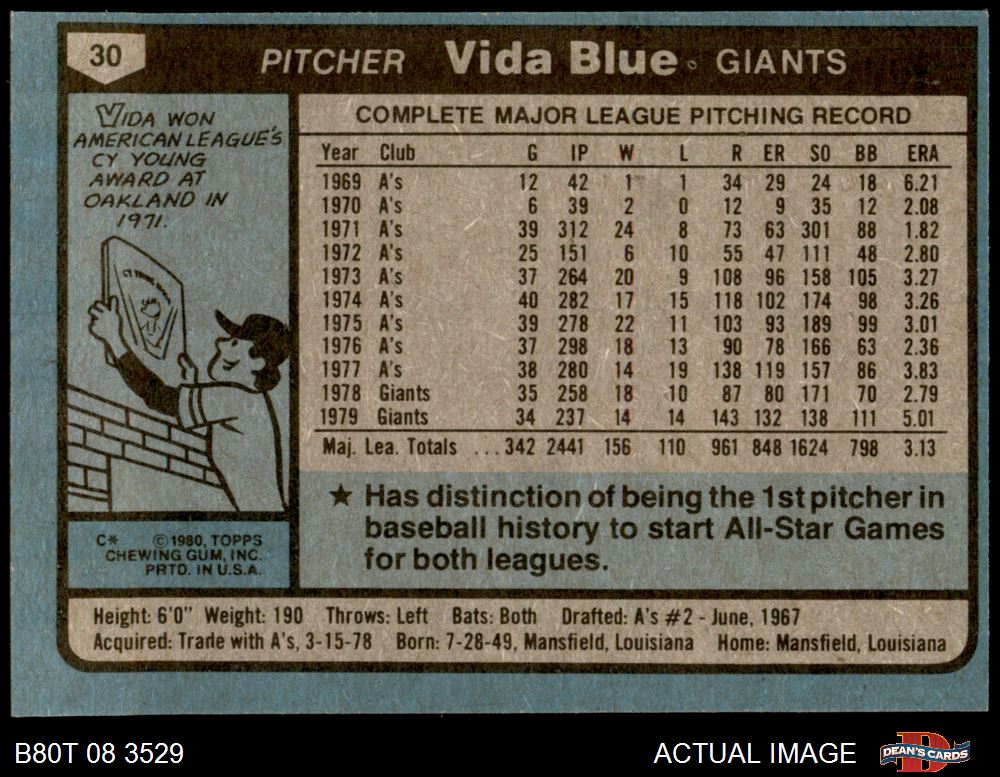 30
PITCHER Vida Blue GIANTS
VIDA WON
AMERICAN LEAGUE'S
CY YOUNG
AWARD AT
OAKLAND IN
1971.
COMPLETE MAJOR LEAGUE PITCHING RECORD
Year Club G IP W L R ER SO BB ERA
1969 A's 12 42 1 1 34 29 24 18 6.21
1970 A's 6 39 2 0 12 9 35 12 2.08
1971 A's 39 312 24 8 73 63 301 88 1.82
1972 A's 25 151 6 10 55 47 111 48 2.80
1973 A's 37 264 20 9 108 96 158 105 3.27
1974 A's 40 282 17 15 118 102 174 98 3.26
1975 A's 39 278 22 11 103 93 189 99 3.01
1976 A's 37 298 18 13 90 78 166 63 2.36
1977 A's 38 280 14 19 138 119 157 86 3.83
1978 Giants 35 258 18 10 87 80 171 70 2.79
1979 Giants 34 237 14 14 143 132 138 111 5.01
Maj. Lea. Totals ...342 2441 156 110 961 848 1624 798 3.13
★ Has distinction of being the 1st pitcher in
baseball history to start All-Star Games
for both leagues.
C* © 1980, TOPPS
CHEWING GUM, INC.
PRTD. IN U.S.A.
Height: 6'0" Weight: 190 Throws: Left Bats: Both Drafted: A's #2 - June, 1967
Acquired: Trade with A's, 3-15-78 Born: 7-28-49, Mansfield, Louisiana Home: Mansfield, Louisiana
B80T 08 3529
ACTUAL IMAGE
DEAN'S CARDS